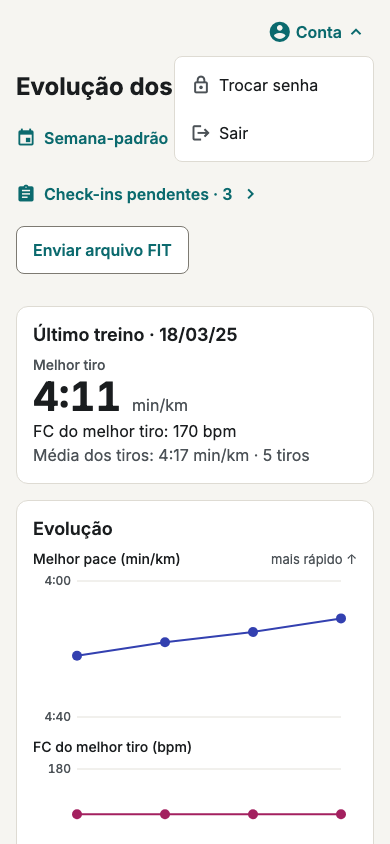 Conta
Trocar senha
Sair
Evolução dos
Semana-padrão
Check-ins pendentes · 3
Enviar arquivo FIT
Último treino · 18/03/25
Melhor tiro
4:11 min/km
FC do melhor tiro: 170 bpm
Média dos tiros: 4:17 min/km · 5 tiros
Evolução
Melhor pace (min/km) mais rápido ↑
4:00
4:40
FC do melhor tiro (bpm)
180